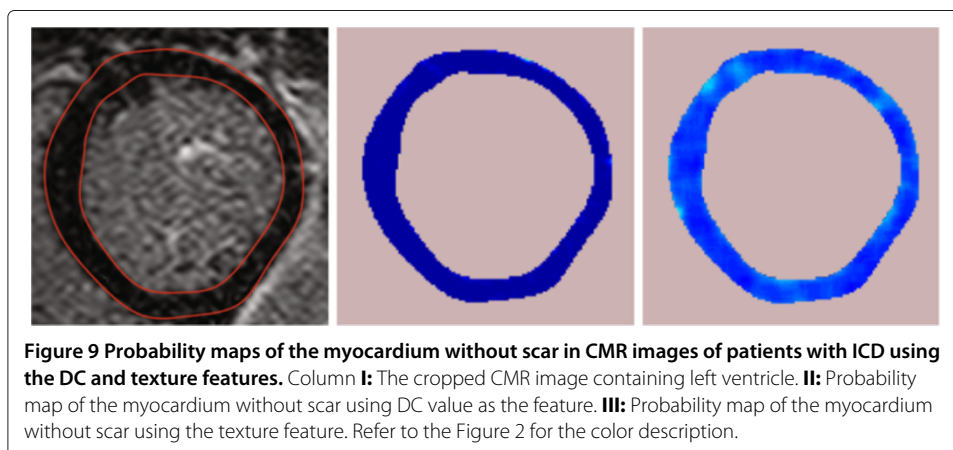 Figure 9 Probability maps of the myocardium without scar in CMR images of patients with ICD using
the DC and texture features. Column I: The cropped CMR image containing left ventricle. II: Probability
map of the myocardium without scar using DC value as the feature. III: Probability map of the myocardium
without scar using the texture feature. Refer to the Figure 2 for the color description.